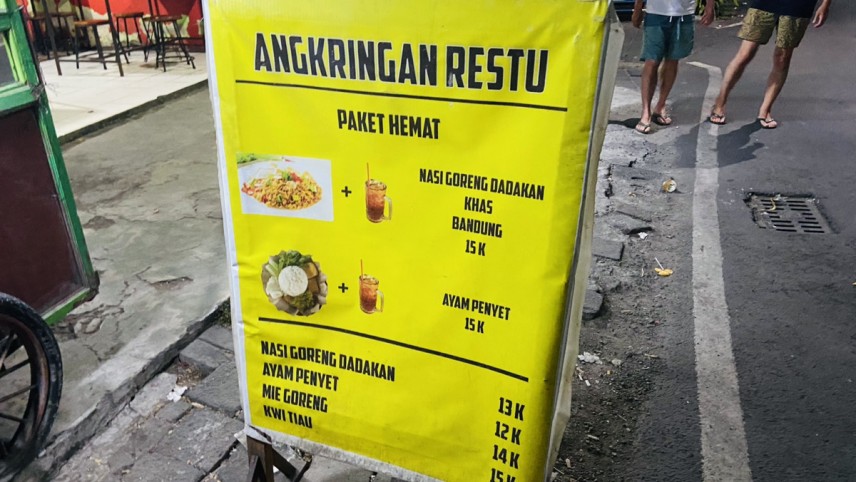 ANGKRINGAN RESTU
PAKET HEMAT
+
NASI GORENG DADAKAN
KHAS
BANDUNG
15 K
+
AYAM PENYET
15 K
NASI GORENG DADAKAN 13 K
AYAM PENYET 12 K
MIE GORENG 14 K
KWI TIAU 15 K